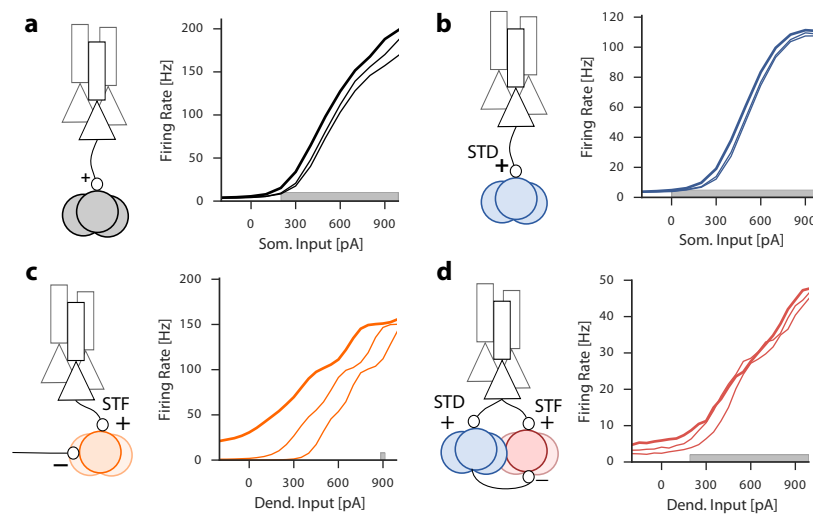 a
+
Firing Rate [Hz]
200
150
100
50
0
0 300 600 900
Som. Input [pA]
b
STD
+
Firing Rate [Hz]
120
100
80
60
40
20
0
0 300 600 900
Som. Input [pA]
c
STF
+
−
Firing Rate [Hz]
200
150
100
50
0
0 300 600 900
Dend. Input [pA]
d
STD STF
+ +
−
Firing Rate [Hz]
50
40
30
20
10
0
0 300 600 900
Dend. Input [pA]